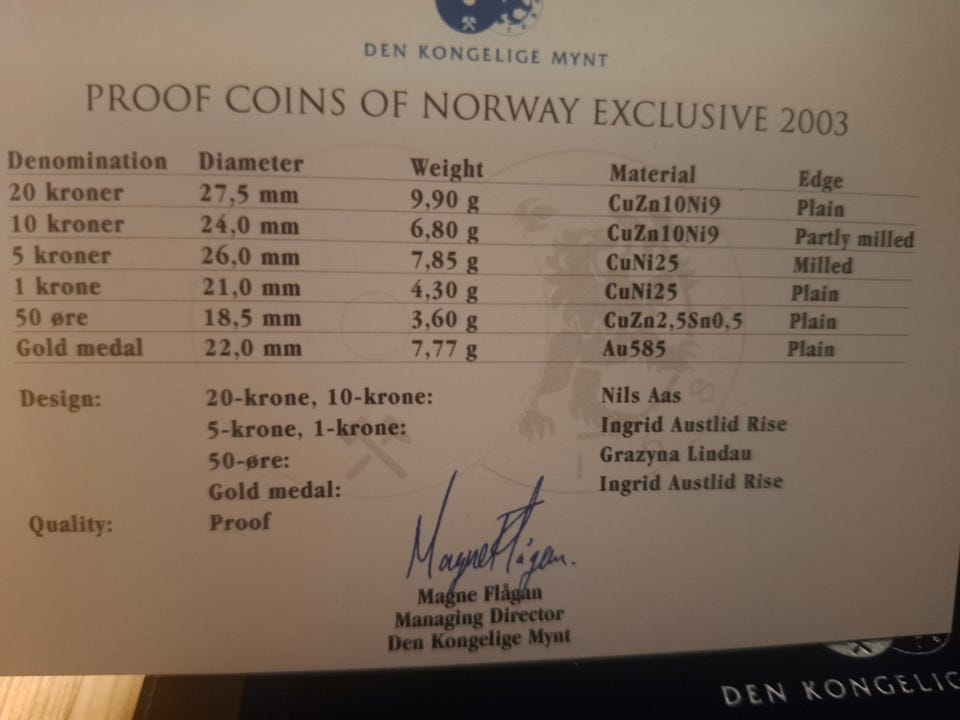 DEN KONGELIGE MYNT
PROOF COINS OF NORWAY EXCLUSIVE 2003
Denomination Diameter Weight Material Edge
20 kroner 27,5 mm 9,90 g CuZn10Ni9 Plain
10 kroner 24,0 mm 6,80 g CuZn10Ni9 Partly milled
5 kroner 26,0 mm 7,85 g CuNi25 Milled
1 krone 21,0 mm 4,30 g CuNi25 Plain
50 øre 18,5 mm 3,60 g CuZn2,5Sn0,5 Plain
Gold medal 22,0 mm 7,77 g Au585 Plain
Design: 20-krone, 10-krone: Nils Aas
5-krone, 1-krone: Ingrid Austlid Rise
50-øre: Grazyna Lindau
Gold medal: Ingrid Austlid Rise
Quality: Proof
Magne Flågan.
Magne Flågan
Managing Director
Den Kongelige Mynt
DEN KONGELIG